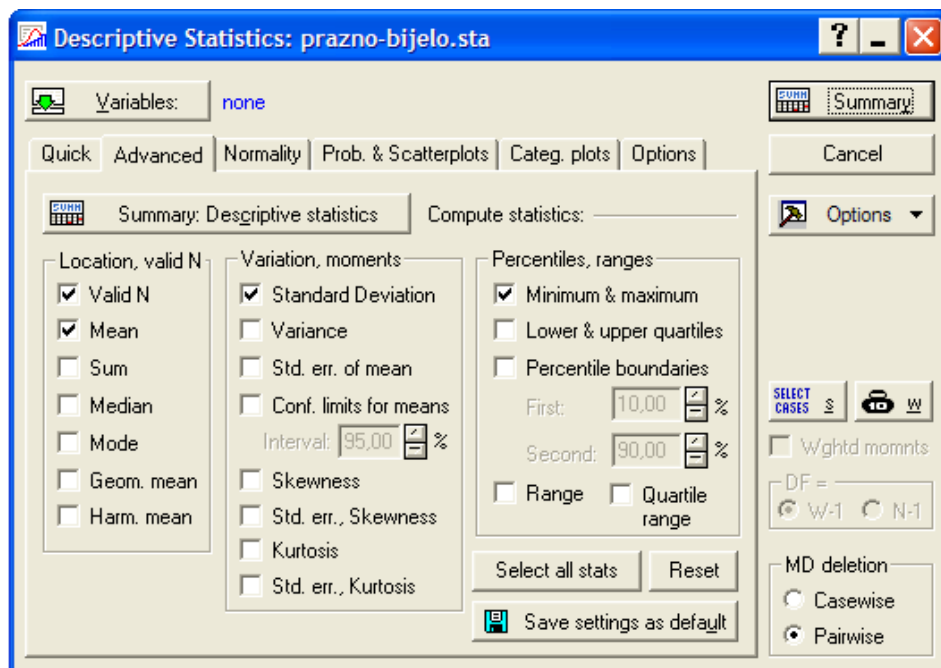 Descriptive Statistics: prazno-bijelo.sta
Variables: none
Summary
Quick Advanced Normality Prob. & Scatterplots Categ. plots Options
Cancel
Summary: Descriptive statistics Compute statistics:
Options
Location, valid N
Valid N
Mean
Sum
Median
Mode
Geom. mean
Harm. mean
Variation, moments
Standard Deviation
Variance
Std. err. of mean
Conf. limits for means
Interval: 95,00 %
Skewness
Std. err., Skewness
Kurtosis
Std. err., Kurtosis
Percentiles, ranges
Minimum & maximum
Lower & upper quartiles
Percentile boundaries
First: 10,00 %
Second: 90,00 %
Range Quartile
range
Select all stats Reset
Save settings as default
SELECT
CASES S W
Wghtd momnts
DF =
W-1 N-1
MD deletion
Casewise
Pairwise